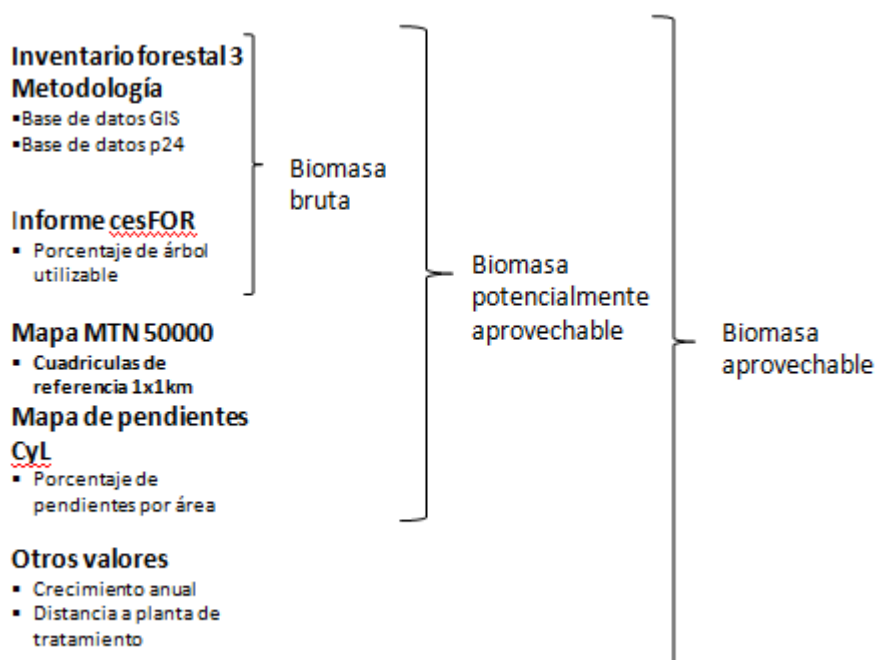 Inventario forestal 3
Metodología
▪Base de datos GIS
▪Base de datos p24
Informe cesFOR
▪ Porcentaje de árbol
utilizable
Mapa MTN 50000
▪ Cuadriculas de
referencia 1x1km
Mapa de pendientes
CyL
▪ Porcentaje de
pendientes por área
Otros valores
▪ Crecimiento anual
▪ Distancia a planta de
tratamiento
Biomasa
bruta
Biomasa
potencialmente
aprovechable
Biomasa
aprovechable